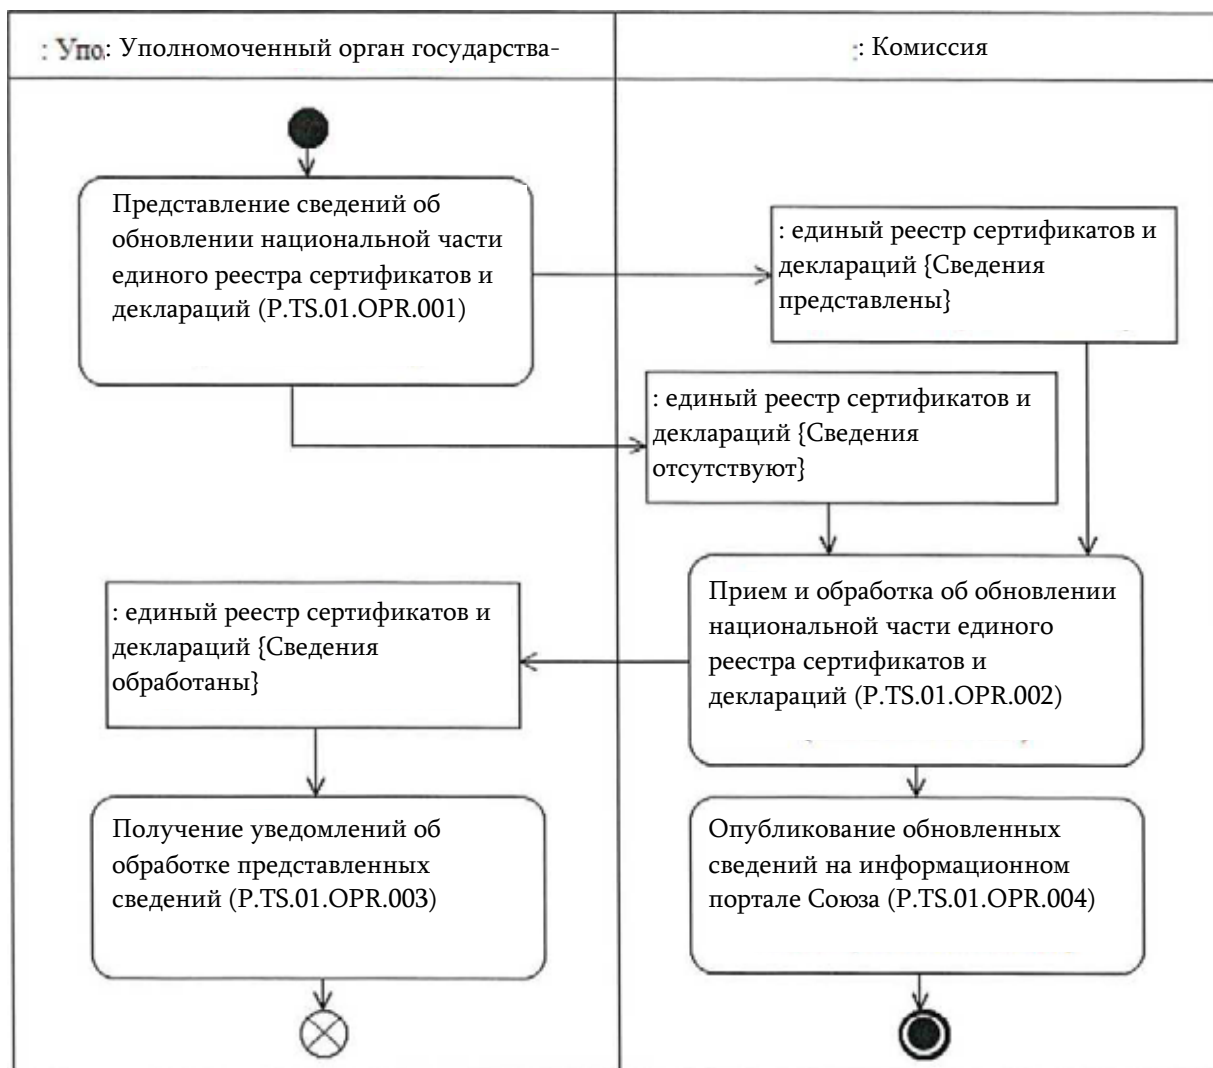 : Упо.: Уполномоченный орган государства-
:: Комиссия
Представление сведений об
обновлении национальной части
единого реестра сертификатов и
деклараций (P.TS.01.OPR.001)
: единый реестр сертификатов и
деклараций {Сведения
представлены}
: единый реестр сертификатов и
деклараций {Сведения
отсутствуют}
Прием и обработка об обновлении
национальной части единого
реестра сертификатов и
деклараций (P.TS.01.OPR.002)
: единый реестр сертификатов и
деклараций {Сведения
обработаны}
Получение уведомлений об
обработке представленных
сведений (P.TS.01.OPR.003)
Опубликование обновленных
сведений на информационном
портале Союза (P.TS.01.OPR.004)